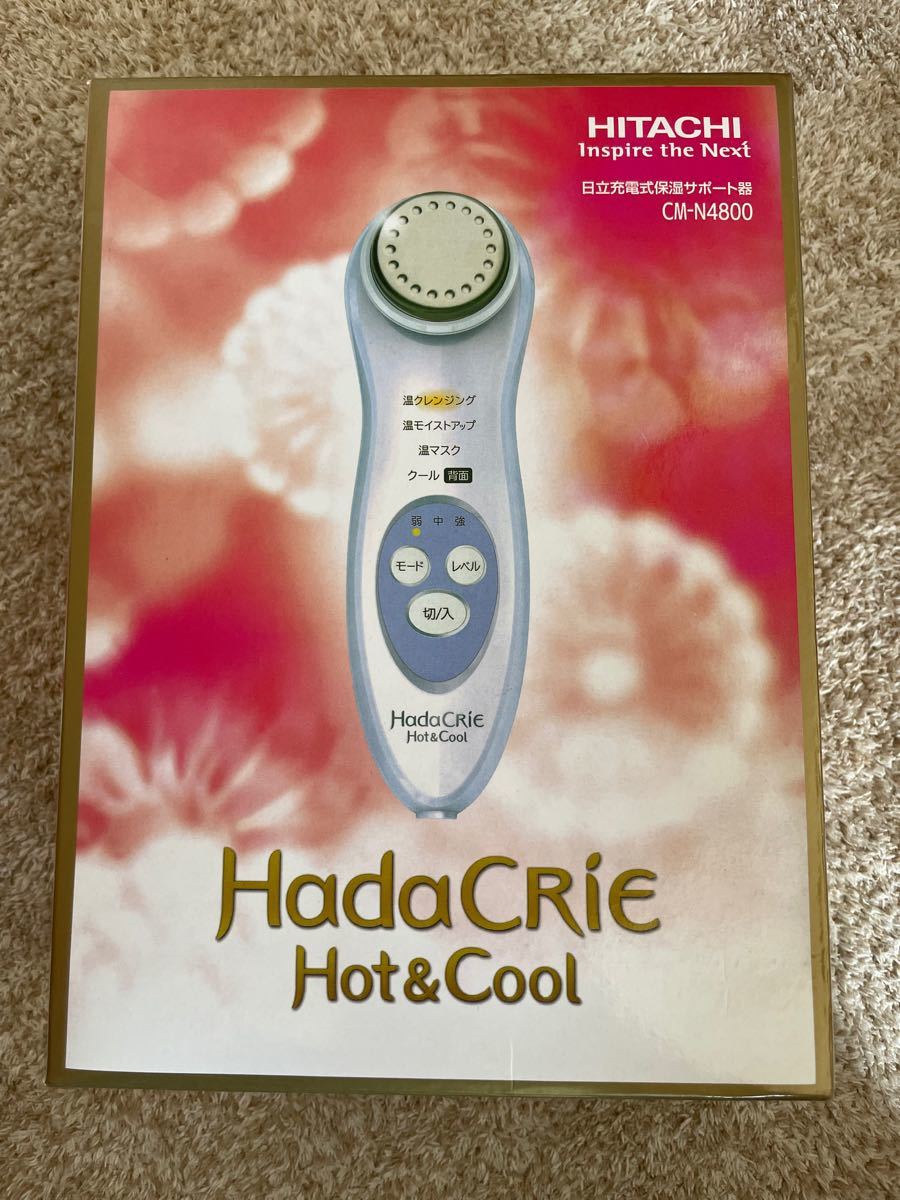 HITACHI
Inspire the Next
日立充電式保湿サポート器
CM-N4800
温クレンジング
温モイストアップ
温マスク
クール 背面
弱 中 強
モード レベル
切/入
HadaCRiE
Hot&Cool
HadaCRiE
Hot&Cool